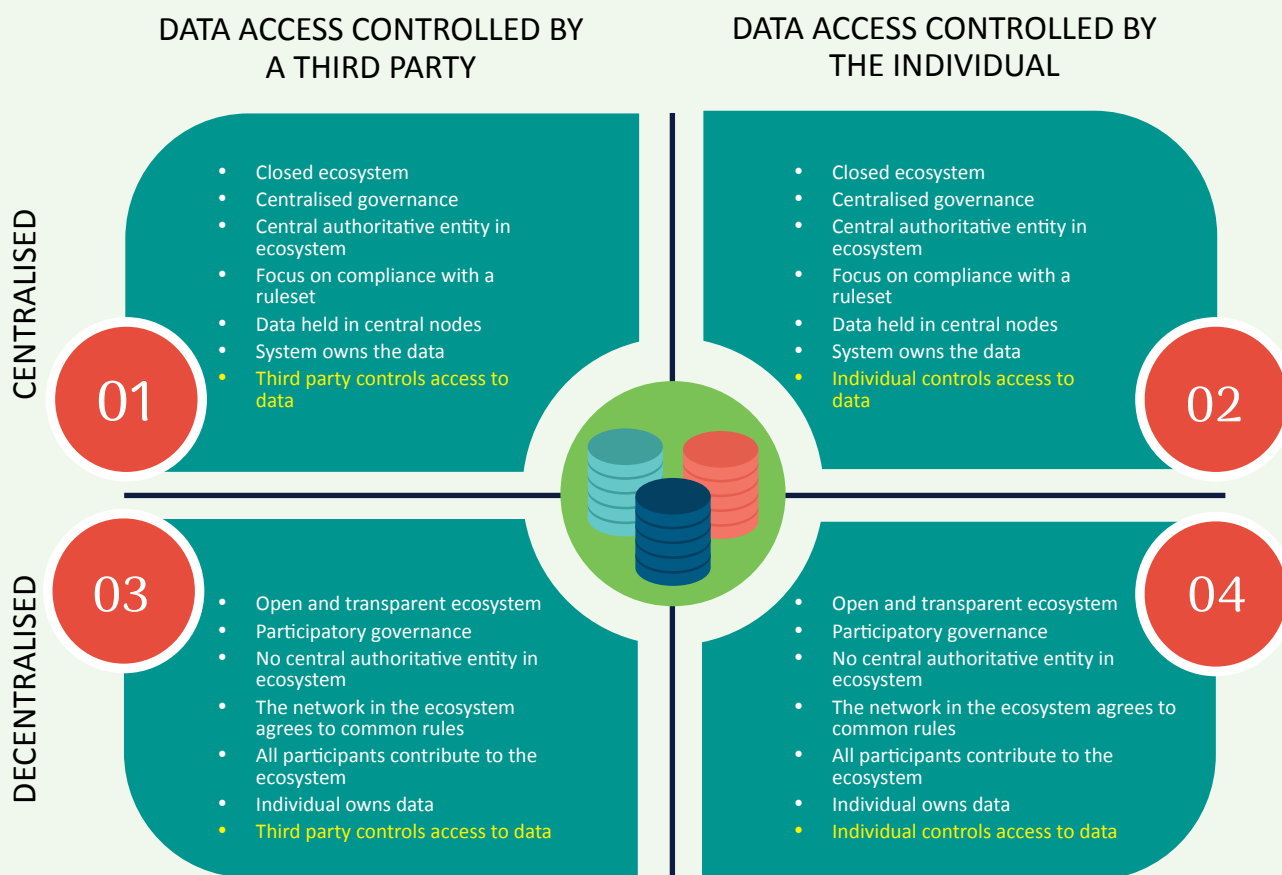 DATA ACCESS CONTROLLED BY
A THIRD PARTY
DATA ACCESS CONTROLLED BY
THE INDIVIDUAL
CENTRALISED
• Closed ecosystem
• Centralised governance
• Central authoritative entity in
ecosystem
• Focus on compliance with a
ruleset
• Data held in central nodes
• System owns the data
• Third party controls access to
data
01
• Closed ecosystem
• Centralised governance
• Central authoritative entity in
ecosystem
• Focus on compliance with a
ruleset
• Data held in central nodes
• System owns the data
• Individual controls access to
data
02
DECENTRALISED
03
• Open and transparent ecosystem
• Participatory governance
• No central authoritative entity in
ecosystem
• The network in the ecosystem
agrees to common rules
• All participants contribute to the
ecosystem
• Individual owns data
• Third party controls access to data
04
• Open and transparent ecosystem
• Participatory governance
• No central authoritative entity in
ecosystem
• The network in the ecosystem agrees to
common rules
• All participants contribute to the
ecosystem
• Individual owns data
• Individual controls access to data